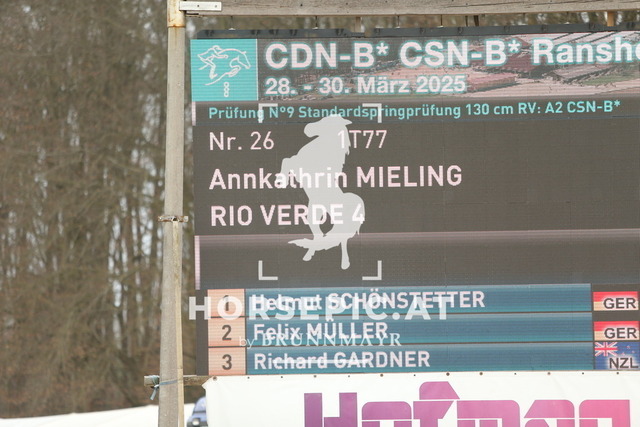 CDN-B* CSN-B* Ransho
28. - 30. März 2025
Prüfung N°9 Standardspringprüfung 130 cm RV: A2 CSN-B*
Nr. 26 1T77
Annkathrin MIELING
RIO VERDE 4
1 Helmut SCHÖNSTETTER GER
HORSEPIC.AT
2 Felix MÜLLER GER
by BRUNNMAYR
3 Richard GARDNER NZL
Hofmann